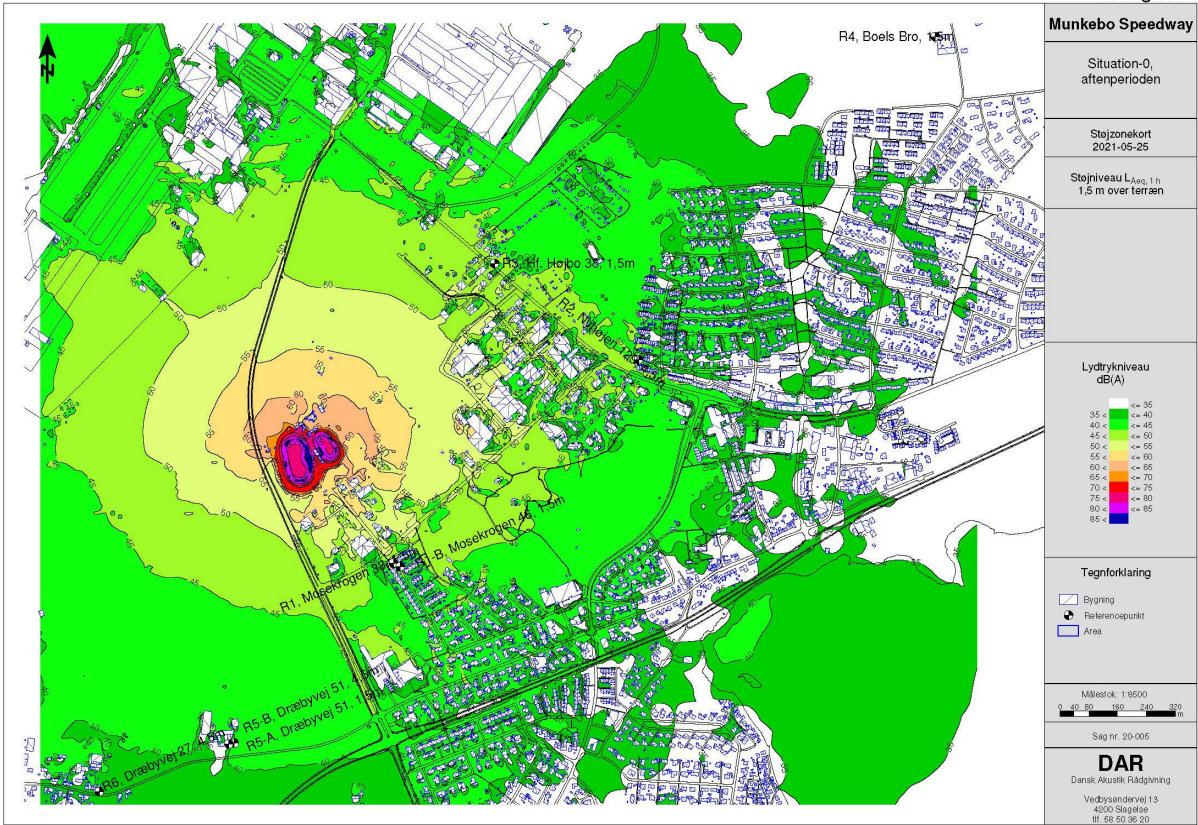 R4, Boels Bro, 1,5m
R3, Hf. Højbo 38, 1,5m
R1, Mosekrogen
-B, Mosekrogen 46, 1,5m
R5-B, Dræbyvej 51, 4,5m
R5-A, Dræbyvej 51, 1,5m
R6, Dræbyvej 27, 4,5m
N
Munkebo Speedway
Situation-0,
aftenperioden
Støjzonekort
2021-05-25
Støjniveau LAeq, 1 h
1,5 m over terræn
Lydtrykniveau
dB(A)
<= 35
35 < <= 40
40 < <= 45
45 < <= 50
50 < <= 55
55 < <= 60
60 < <= 65
65 < <= 70
70 < <= 75
75 < <= 80
80 < <= 85
85 <
Tegnforklaring
Bygning
Referencepunkt
Area
Målestok: 1:8500
0 40 80 160 240 320
m
Sag nr. 20-005
DAR
Dansk Akustik Rådgivning
Vedbysøndervej 13
4200 Slagelse
tlf. 58 50 36 20